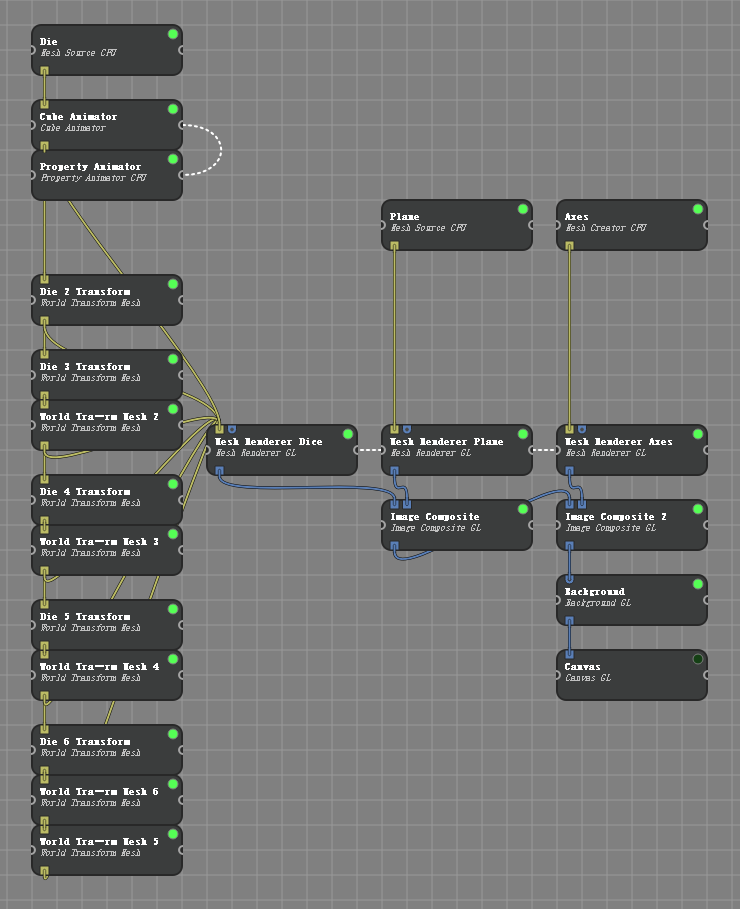 Die
Mesh Source CPU
Cube Animator
Cube Animator
Property Animator
Property Animator CPU
Plane
Mesh Source CPU
Axes
Mesh Creator CPU
Die 2 Transform
World Transform Mesh
Die 3 Transform
World Transform Mesh
World Tra––rm Mesh 2
World Transform Mesh
Mesh Renderer Dice
Mesh Renderer GL
Mesh Renderer Plane
Mesh Renderer GL
Mesh Renderer Axes
Mesh Renderer GL
Die 4 Transform
World Transform Mesh
World Tra––rm Mesh 3
World Transform Mesh
Image Composite
Image Composite GL
Image Composite 2
Image Composite GL
Background
Background GL
Die 5 Transform
World Transform Mesh
World Tra––rm Mesh 4
World Transform Mesh
Canvas
Canvas GL
Die 6 Transform
World Transform Mesh
World Tra––rm Mesh 6
World Transform Mesh
World Tra––rm Mesh 5
World Transform Mesh